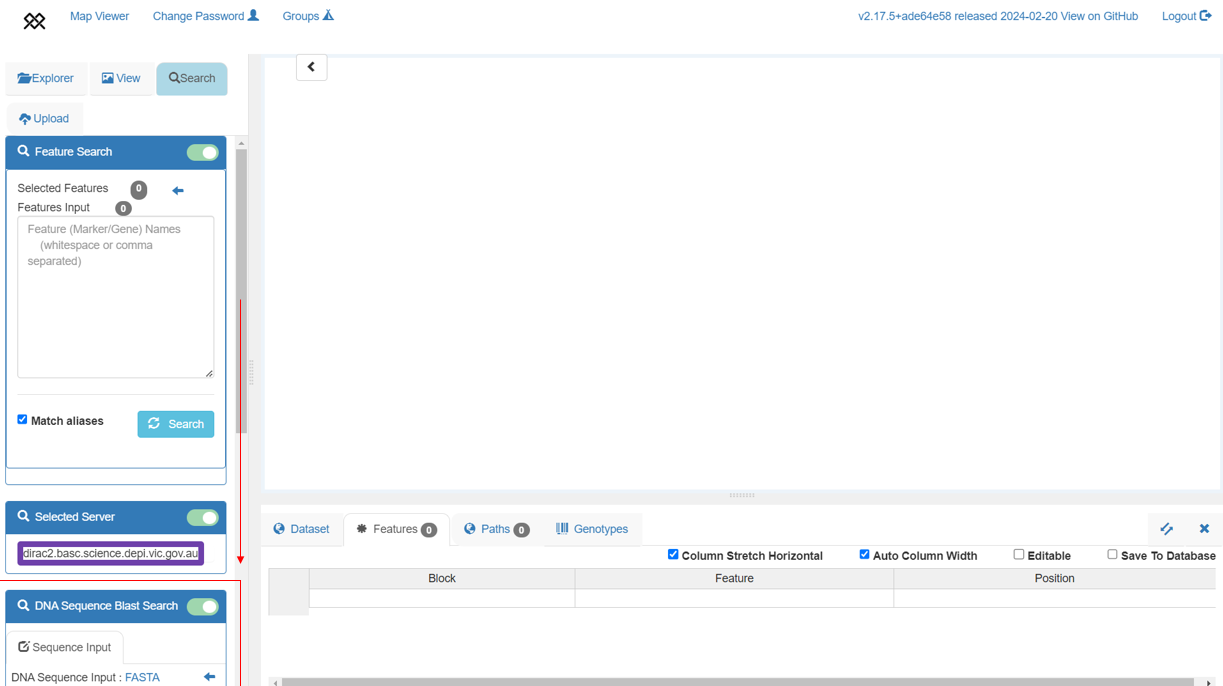 Map Viewer Change Password Groups v2.17.5+ade64e58 released 2024-02-20 View on GitHub Logout
Explorer View Search
Upload
Feature Search
Selected Features 0
Features Input 0
Feature (Marker/Gene) Names
(whitespace or comma
separated)
Match aliases Search
Selected Server
dirac2.basc.science.depi.vic.gov.au
DNA Sequence Blast Search
Sequence Input
DNA Sequence Input : FASTA
Dataset Features 0 Paths 0 Genotypes
Column Stretch Horizontal Auto Column Width Editable Save To Database
Block Feature Position